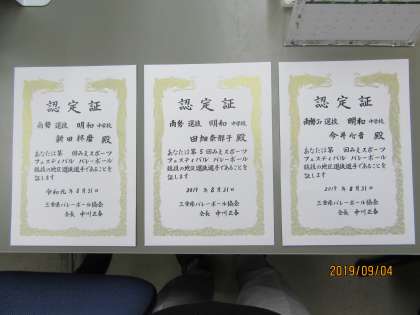 認定証
南勢 選抜 明和 中学校
殿
あなたは第 回みえスポーツ
フェスティバル バレーボール
競技の地区選抜選手であることを
証します
令和元年8月31日
三重県バレーボール協会
会長 中川正春
認定証
南勢 選抜 明和 中学校
田畑奈那子 殿
あなたは第5回みえスポーツ
フェスティバル バレーボール
競技の地区選抜選手であることを
証します
2019年8月31日
三重県バレーボール協会
会長 中川正春
認定証
南勢 選抜 明和 中学校
今井 殿
あなたは第 回みえスポーツ
フェスティバル バレーボール
競技の地区選抜選手であることを
証します
2019年8月31日
三重県バレーボール協会
会長 中川正春
2019/09/04